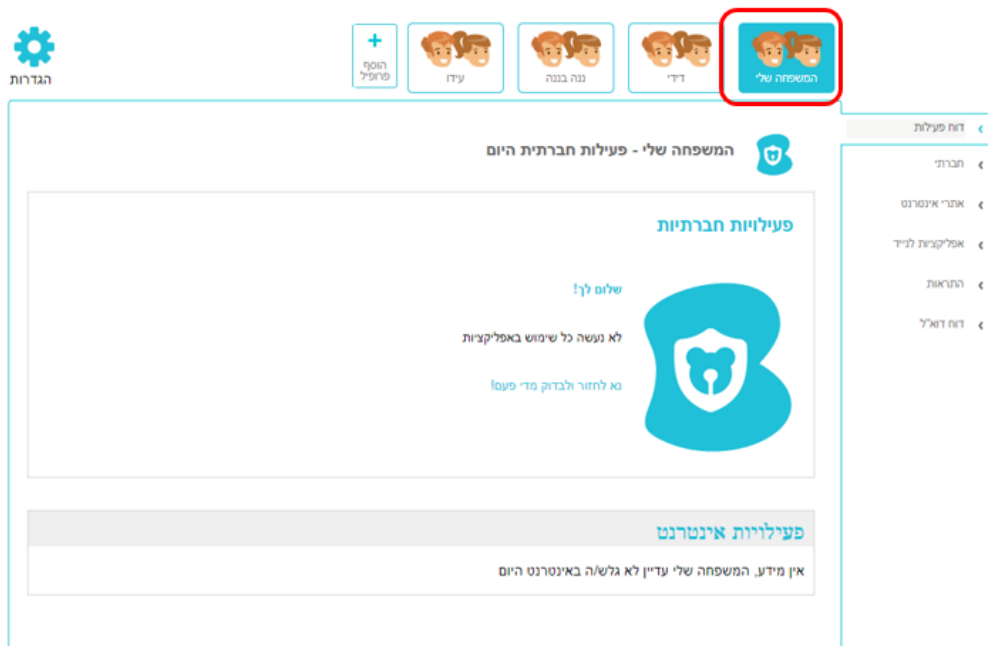 המשפחה שלי
דידי
ננה בננה
עידו
+
הוסף
פרופיל
הגדרות
דוח פעילות
חברתי
אתרי אינטרנט
אפליקציות לנייד
התראות
דוח דוא"ל
המשפחה שלי - פעילות חברתית היום
פעילויות חברתיות
שלום לך!
לא נעשה כל שימוש באפליקציות
נא לחזור ולבדוק מדי פעם!
פעילויות אינטרנט
אין מידע, המשפחה שלי עדיין לא גלש/ה באינטרנט היום